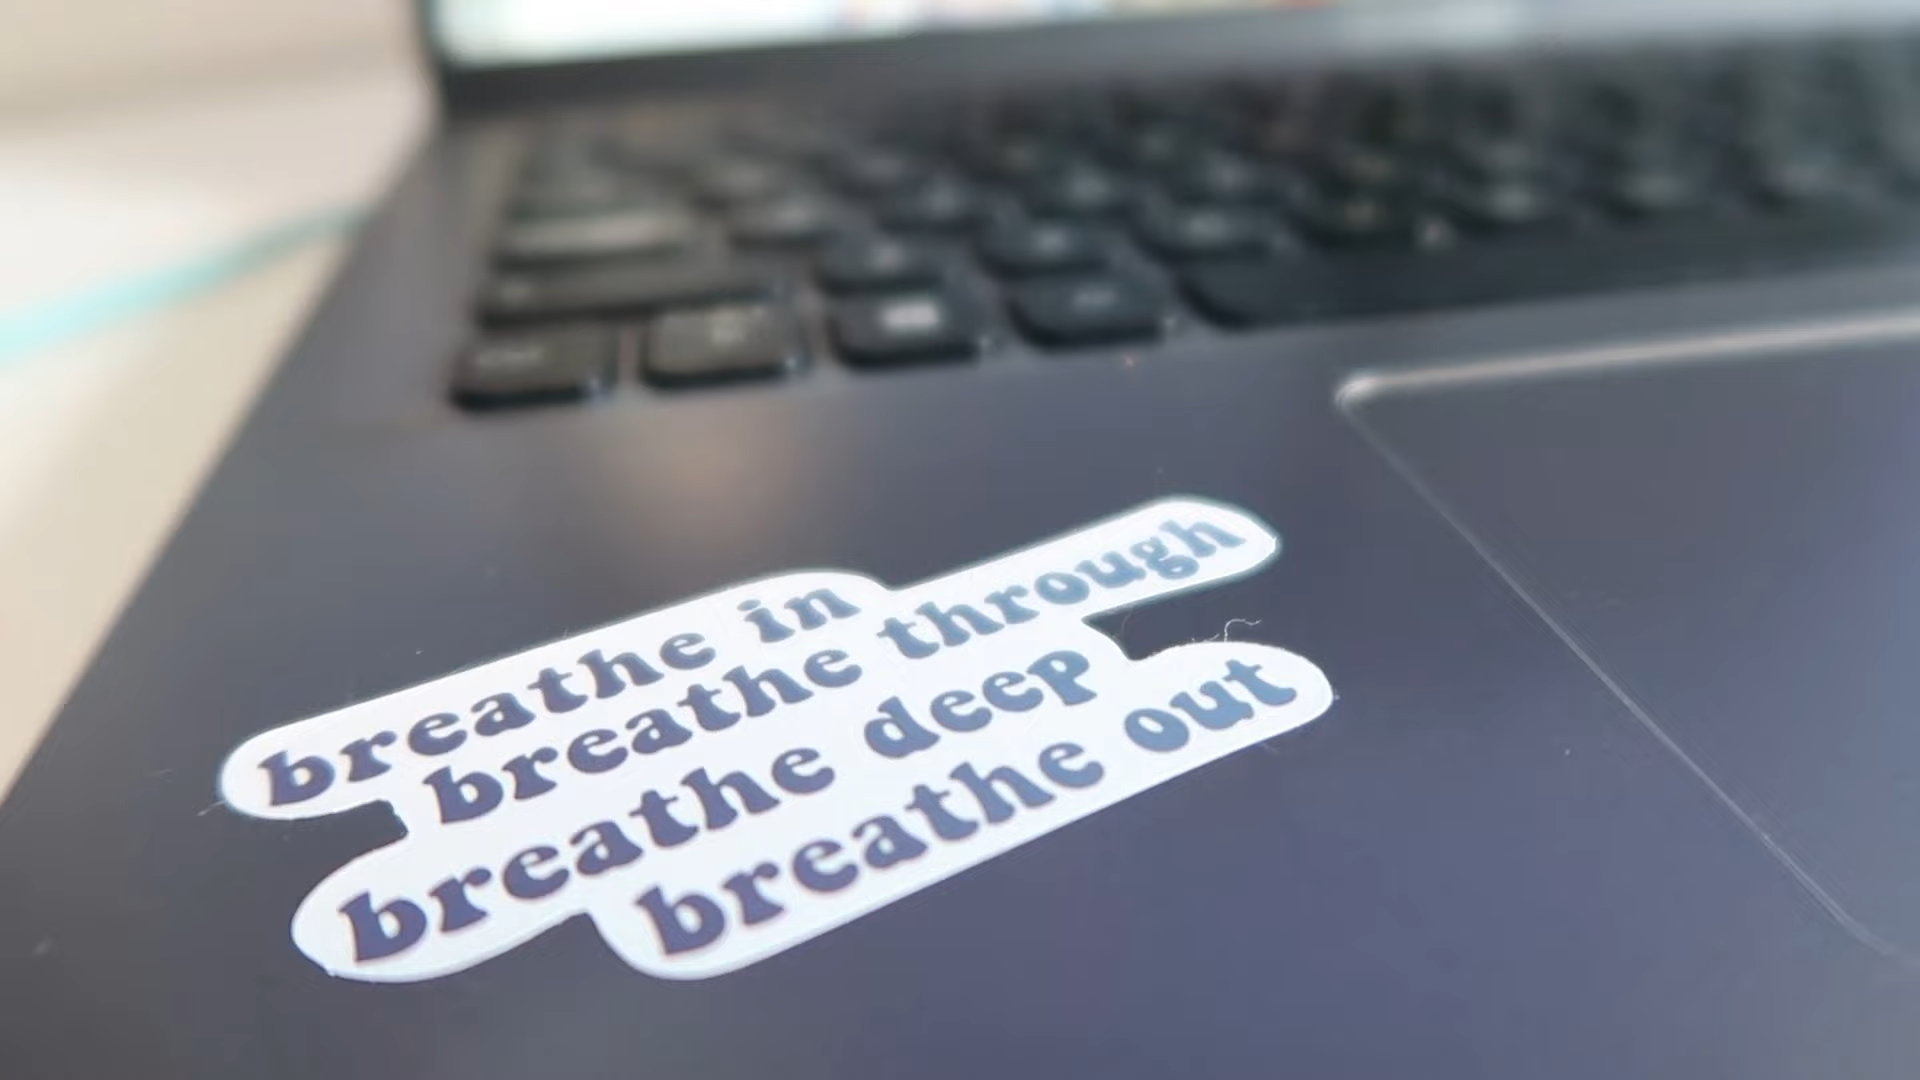 breathe in
breathe through
breathe deep
breathe out